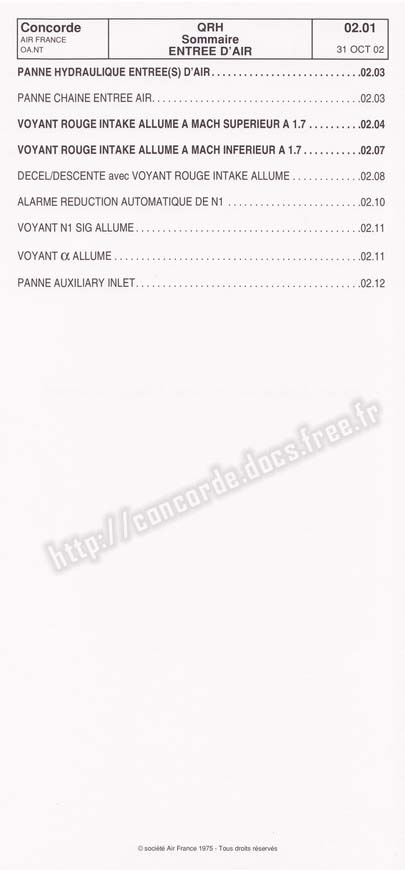 Concorde
AIR FRANCE
OA.NT
QRH
Sommaire
ENTREE D'AIR
02.01
31 OCT 02
PANNE HYDRAULIQUE ENTREE(S) D'AIR . . . . . . . . . . . . . . . . . . . . . . . . . .02.03
PANNE CHAINE ENTREE AIR. . . . . . . . . . . . . . . . . . . . . . . . . . . . . . . . . . . . .02.03
VOYANT ROUGE INTAKE ALLUME A MACH SUPERIEUR A 1.7 . . . . . . . . . .02.04
VOYANT ROUGE INTAKE ALLUME A MACH INFERIEUR A 1.7 . . . . . . . . . . .02.07
DECEL/DESCENTE avec VOYANT ROUGE INTAKE ALLUME . . . . . . . . . . . . .02.08
ALARME REDUCTION AUTOMATIQUE DE N1 . . . . . . . . . . . . . . . . . . . . . . . .02.10
VOYANT N1 SIG ALLUME . . . . . . . . . . . . . . . . . . . . . . . . . . . . . . . . . . . . . . . .02.11
VOYANT α ALLUME . . . . . . . . . . . . . . . . . . . . . . . . . . . . . . . . . . . . . . . . . . .02.11
PANNE AUXILIARY INLET . . . . . . . . . . . . . . . . . . . . . . . . . . . . . . . . . . . . . . . .02.12
http://concorde.docs.free.fr
© société Air France 1975 - Tous droits réservés